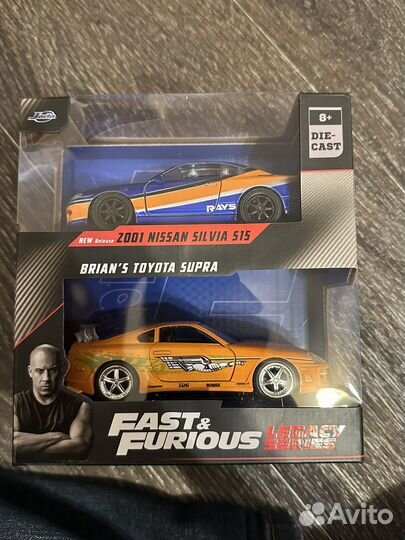 Jada
8+
DIE-
CAST
RAYS
NEW Release 2001 NISSAN SILVIA S15
BRIAN'S TOYOTA SUPRA
FAST &
FURIOUS
LEGACY
SERIES
Avito